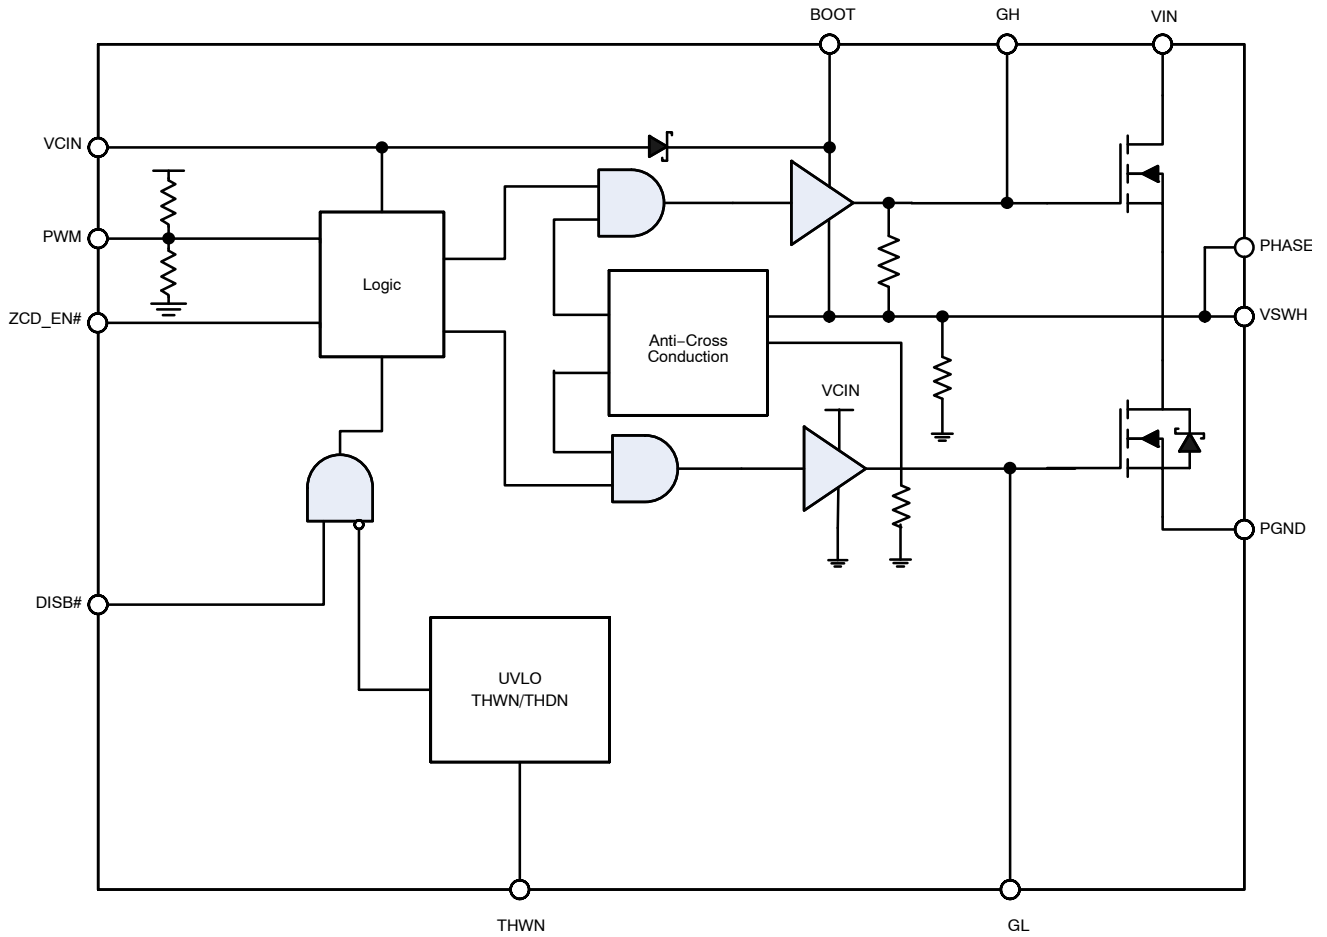 BOOT
GH
VIN
VCIN
PWM
PHASE
Logic
ZCD_EN#
VSWH
Anti−Cross
Conduction
VCIN
PGND
DISB#
UVLO
THWN/THDN
THWN
GL